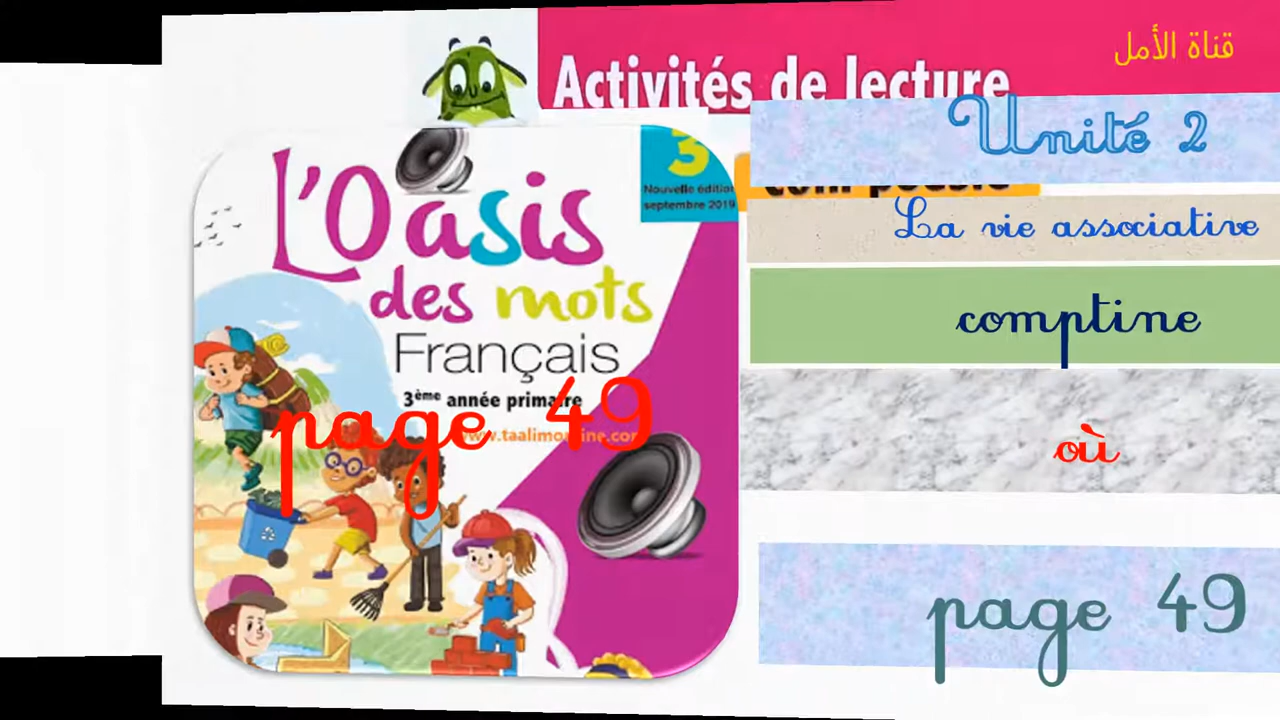 قناة الأمل
Activités de lecture
Unité 2
3
Nouvelle édition
septembre 2019
L'Oasis
des mots
Français
3ème année primaire
page 49
La vie associative
comptine
où
page 49